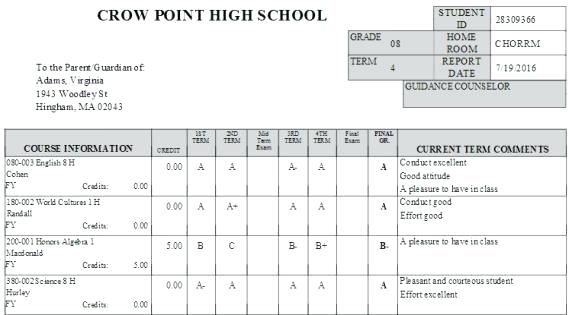 CROW POINT HIGH SCHOOL
STUDENT ID 28309366
GRADE 08 HOME ROOM CHORRM
TERM 4 REPORT DATE 7/19/2016
GUIDANCE COUNSELOR
To the Parent/Guardian of:
Adams, Virginia
1943 Woodley St
Hingham, MA 02043
COURSE INFORMATION CREDIT 1ST TERM 2ND TERM Mid Term Exam 3RD TERM 4TH TERM Final Exam FINAL GR. CURRENT TERM COMMENTS
080-003 English 8 H 0.00 A A A- A A Conduct excellent
Cohen Good attitude
FY Credits: 0.00 A pleasure to have in class
180-002 World Cultures 1 H 0.00 A A+ A A A Conduct good
Randall Effort good
FY Credits: 0.00
200-001 Honors Algebra 1 5.00 B C B- B+ B- A pleasure to have in class
Macdonald
FY Credits: 5.00
380-002 Science 8 H 0.00 A- A A A A Pleasant and courteous student
Hurley Effort excellent
FY Credits: 0.00